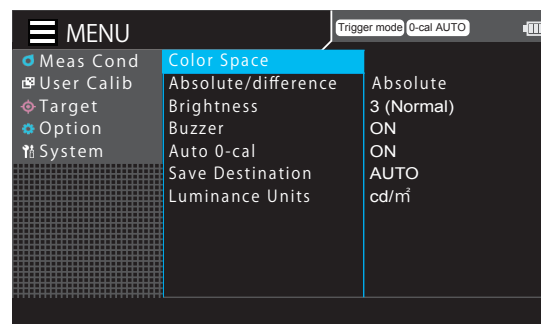 MENU
Trigger mode 0-cal AUTO
Meas Cond
User Calib
Target
Option
System
Color Space
Absolute/difference Absolute
Brightness 3 (Normal)
Buzzer ON
Auto 0-cal ON
Save Destination AUTO
Luminance Units cd/㎡